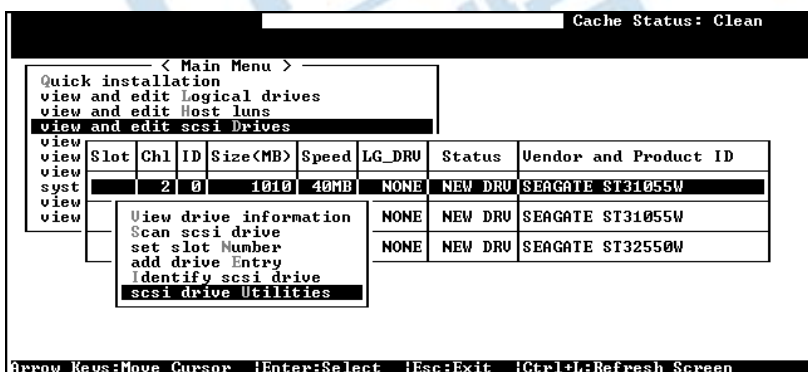 Cache Status: Clean
< Main Menu >
Quick installation
view and edit Logical drives
view and edit Host luns
view and edit scsi Drives
view
view
view
syst
view
view
Slot Chl ID Size(MB) Speed LG_DRV Status Vendor and Product ID
2 0 1010 40MB NONE NEW DRV SEAGATE ST31055W
NONE NEW DRV SEAGATE ST31055W
NONE NEW DRV SEAGATE ST32550W
View drive information
Scan scsi drive
set slot Number
add drive Entry
Identify scsi drive
scsi drive Utilities
Arrow Keys:Move Cursor |Enter:Select |Esc:Exit |Ctrl+L:Refresh Screen